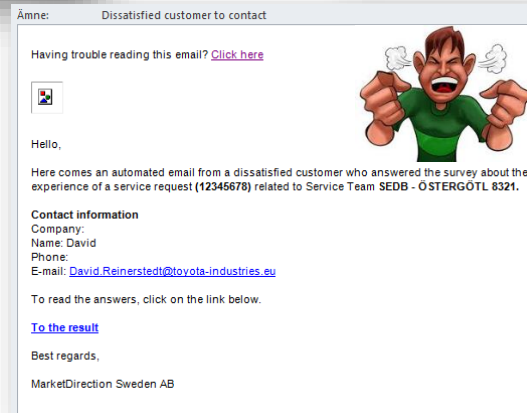 Ämne: Dissatisfied customer to contact
Having trouble reading this email? Click here
Hello,
Here comes an automated email from a dissatisfied customer who answered the survey about the
experience of a service request (12345678) related to Service Team SEDB - ÖSTERGÖTL 8321.
Contact information
Company:
Name: David
Phone:
E-mail: David.Reinerstedt@toyota-industries.eu
To read the answers, click on the link below.
To the result
Best regards,
MarketDirection Sweden AB